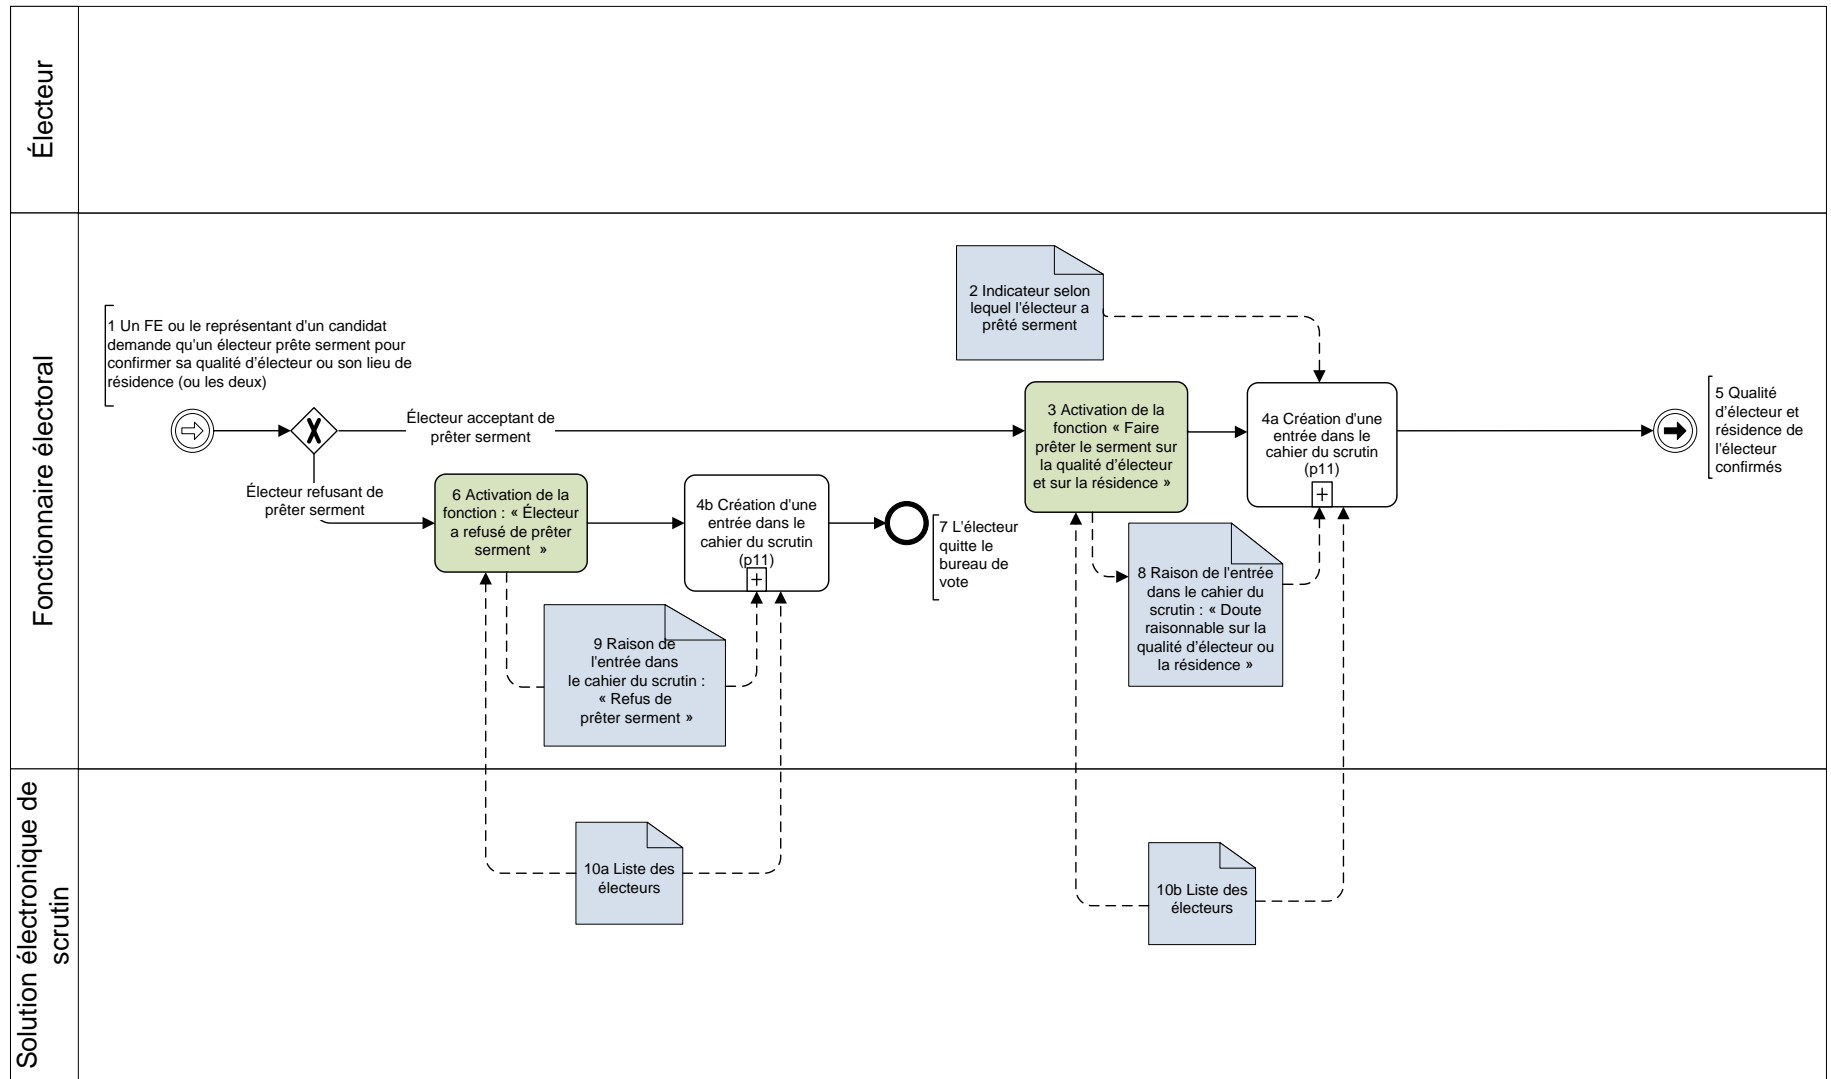 Électeur
Fonctionnaire électoral
Solution électronique de
scrutin
1 Un FE ou le représentant d'un candidat
demande qu'un électeur prête serment pour
confirmer sa qualité d'électeur ou son lieu de
résidence (ou les deux)
Électeur acceptant de
prêter serment
Électeur refusant de
prêter serment
6 Activation de la
fonction : « Électeur
a refusé de prêter
serment »
4b Création d'une
entrée dans le
cahier du scrutin
(p11)
7 L'électeur
quitte le
bureau de
vote
9 Raison de
l'entrée dans
le cahier du scrutin :
« Refus de
prêter serment »
2 Indicateur selon
lequel l'électeur a
prêté serment
3 Activation de la
fonction « Faire
prêter le serment sur
la qualité d'électeur
et sur la résidence »
4a Création d'une
entrée dans le
cahier du scrutin
(p11)
5 Qualité
d'électeur et
résidence de
l'électeur
confirmés
8 Raison de l'entrée
dans le cahier du
scrutin : « Doute
raisonnable sur la
qualité d'électeur ou
la résidence »
10a Liste des
électeurs
10b Liste des
électeurs